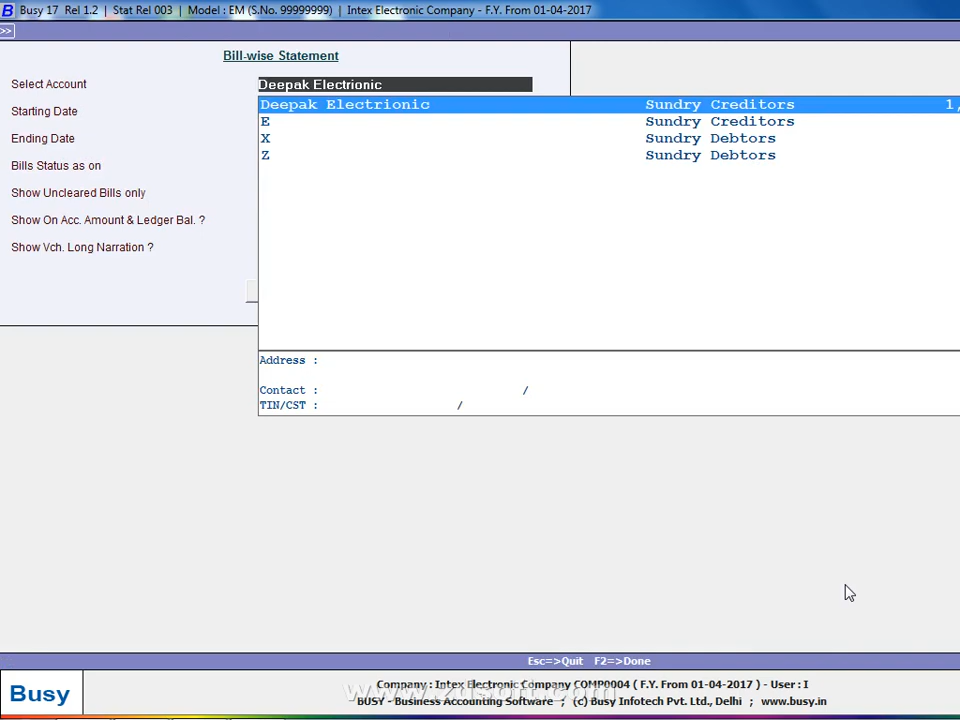 B Busy 17 Rel 1.2 | Stat Rel 003 | Model : EM (S.No. 99999999) | Intex Electronic Company - F.Y. From 01-04-2017
>>
Bill-wise Statement
Select Account Deepak Electrionic
Deepak Electrionic Sundry Creditors 1,
Starting Date
E Sundry Creditors
Ending Date
X Sundry Debtors
Z Sundry Debtors
Bills Status as on
Show Uncleared Bills only
Show On Acc. Amount & Ledger Bal. ?
Show Vch. Long Narration ?
Address :
Contact : /
TIN/CST : /
Esc=>Quit F2=>Done
Busy
Company : Intex Electronic Company COMP0004 ( F.Y. From 01-04-2017 ) - User : I
www.zdsoft.com
BUSY - Business Accounting Software ; (c) Busy Infotech Pvt. Ltd., Delhi ; www.busy.in